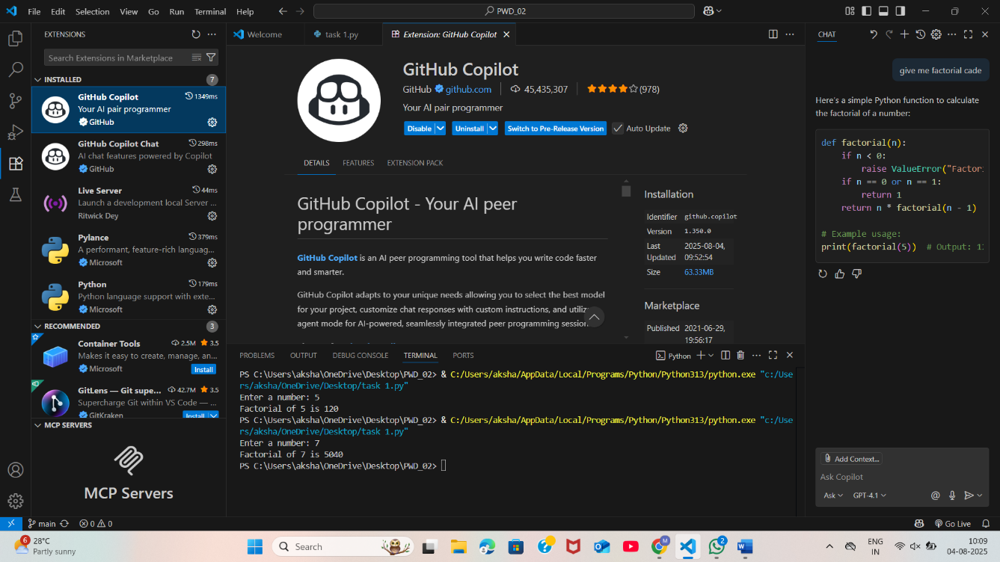 File Edit Selection View Go Run Terminal Help
PWD_02
EXTENSIONS
Search Extensions in Marketplace
INSTALLED 7
GitHub Copilot 1349ms
Your AI pair programmer
GitHub
GitHub Copilot Chat 298ms
AI chat features powered by Copilot
GitHub
Live Server 44ms
Launch a development local Server ...
Ritwick Dey
Pylance 379ms
A performant, feature-rich languag...
Microsoft
Python 179ms
Python language support with exte...
Microsoft
RECOMMENDED 3
Container Tools 2.5M 3.5
Makes it easy to create, manage, an...
Microsoft Install
GitLens — Git supe... 42.7M 3.5
Supercharge Git within VS Code — ...
GitKraken Install
MCP SERVERS
MCP Servers
Welcome task 1.py Extension: GitHub Copilot
GitHub Copilot
GitHub github.com 45,435,307 (978)
Your AI pair programmer
Disable Uninstall Switch to Pre-Release Version Auto Update
DETAILS FEATURES EXTENSION PACK
GitHub Copilot - Your AI peer
programmer
GitHub Copilot is an AI peer programming tool that helps you write code faster
and smarter.
GitHub Copilot adapts to your unique needs allowing you to select the best model
for your project, customize chat responses with custom instructions, and utilize
agent mode for AI-powered, seamlessly integrated peer programming sessions.
Installation
Identifier github.copilot
Version 1.350.0
Last 2025-08-04,
Updated 09:52:54
Size 63.33MB
Marketplace
Published 2021-06-29,
19:56:17
PROBLEMS OUTPUT DEBUG CONSOLE TERMINAL PORTS
Python
PS C:\Users\aksha\OneDrive\Desktop\PWD_02> & C:/Users/aksha/AppData/Local/Programs/Python/Python313/python.exe "c:/Use
rs/aksha/OneDrive/Desktop/task 1.py"
Enter a number: 5
Factorial of 5 is 120
PS C:\Users\aksha\OneDrive\Desktop\PWD_02> & C:/Users/aksha/AppData/Local/Programs/Python/Python313/python.exe "c:/Use
rs/aksha/OneDrive/Desktop/task 1.py"
Enter a number: 7
Factorial of 7 is 5040
PS C:\Users\aksha\OneDrive\Desktop\PWD_02>
CHAT
give me factorial cade
Here's a simple Python function to calculate
the factorial of a number:
def factorial(n):
if n < 0:
raise ValueError("Factori
if n == 0 or n == 1:
return 1
return n * factorial(n - 1)
# Example usage:
print(factorial(5)) # Output: 12
Add Context...
Ask Copilot
Ask GPT-4.1
main 0 0
Go Live
6
28°C
Partly sunny
Search
M
2
ENG
IN
10:09
04-08-2025